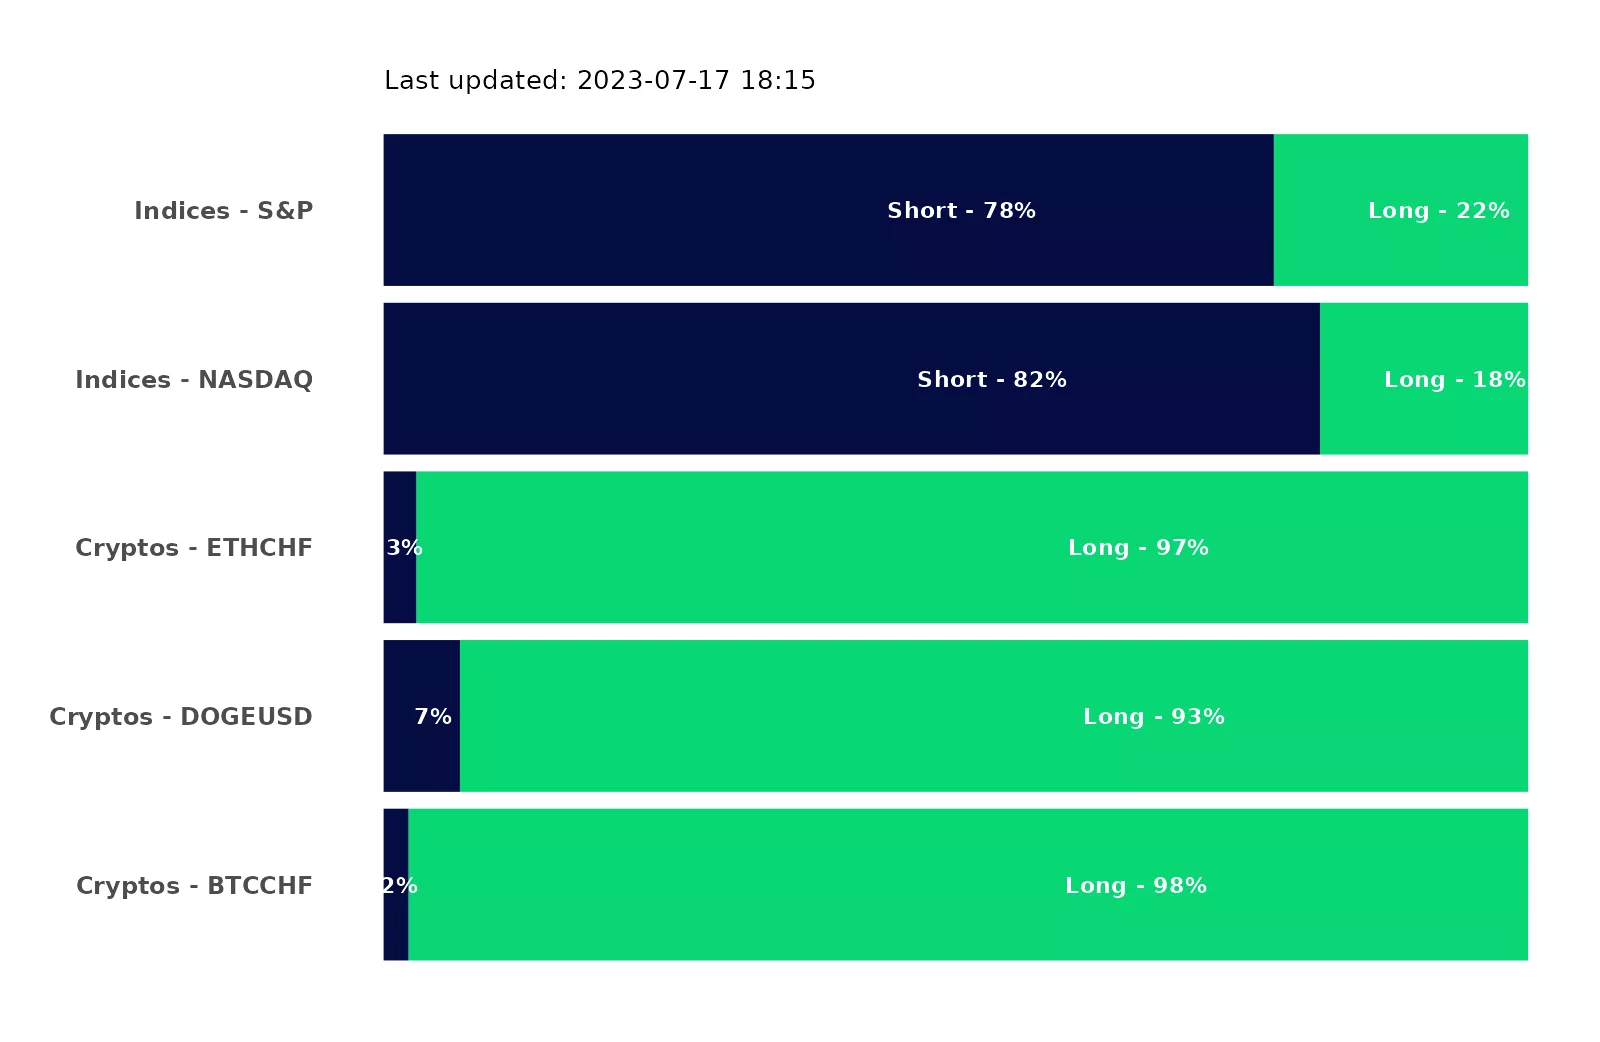 Last updated: 2023-07-17 18:15
Indices - S&P Short - 78% Long - 22%
Indices - NASDAQ Short - 82% Long - 18%
Cryptos - ETHCHF 3% Long - 97%
Cryptos - DOGEUSD 7% Long - 93%
Cryptos - BTCCHF 2% Long - 98%